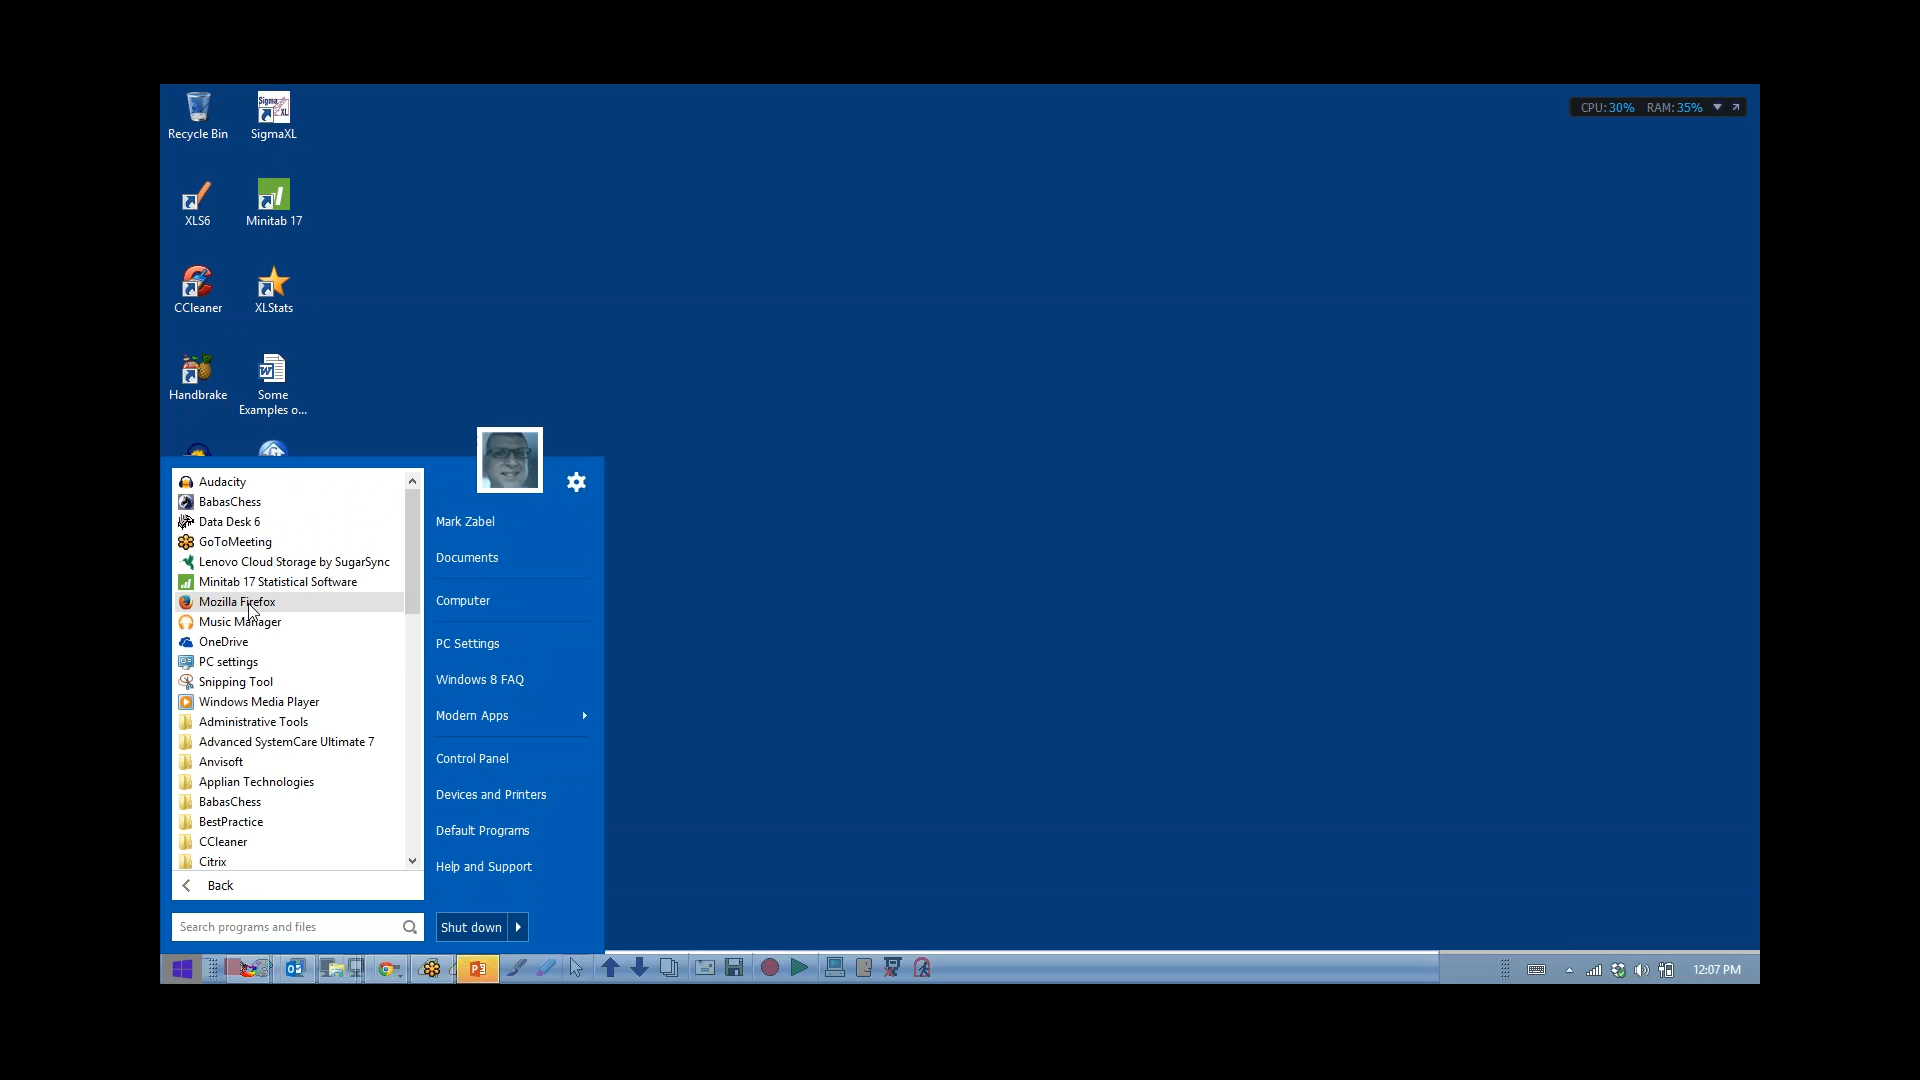 Recycle Bin
SigmaXL
XLS6
Minitab 17
CCleaner
XLStats
Handbrake
Some
Examples o...
CPU:30% RAM:35%
Audacity
BabasChess
Data Desk 6
GoToMeeting
Lenovo Cloud Storage by SugarSync
Minitab 17 Statistical Software
Mozilla Firefox
Music Manager
OneDrive
PC settings
Snipping Tool
Windows Media Player
Administrative Tools
Advanced SystemCare Ultimate 7
Anvisoft
Applian Technologies
BabasChess
BestPractice
CCleaner
Citrix
Back
Search programs and files
Mark Zabel
Documents
Computer
PC Settings
Windows 8 FAQ
Modern Apps
Control Panel
Devices and Printers
Default Programs
Help and Support
Shut down
12:07 PM